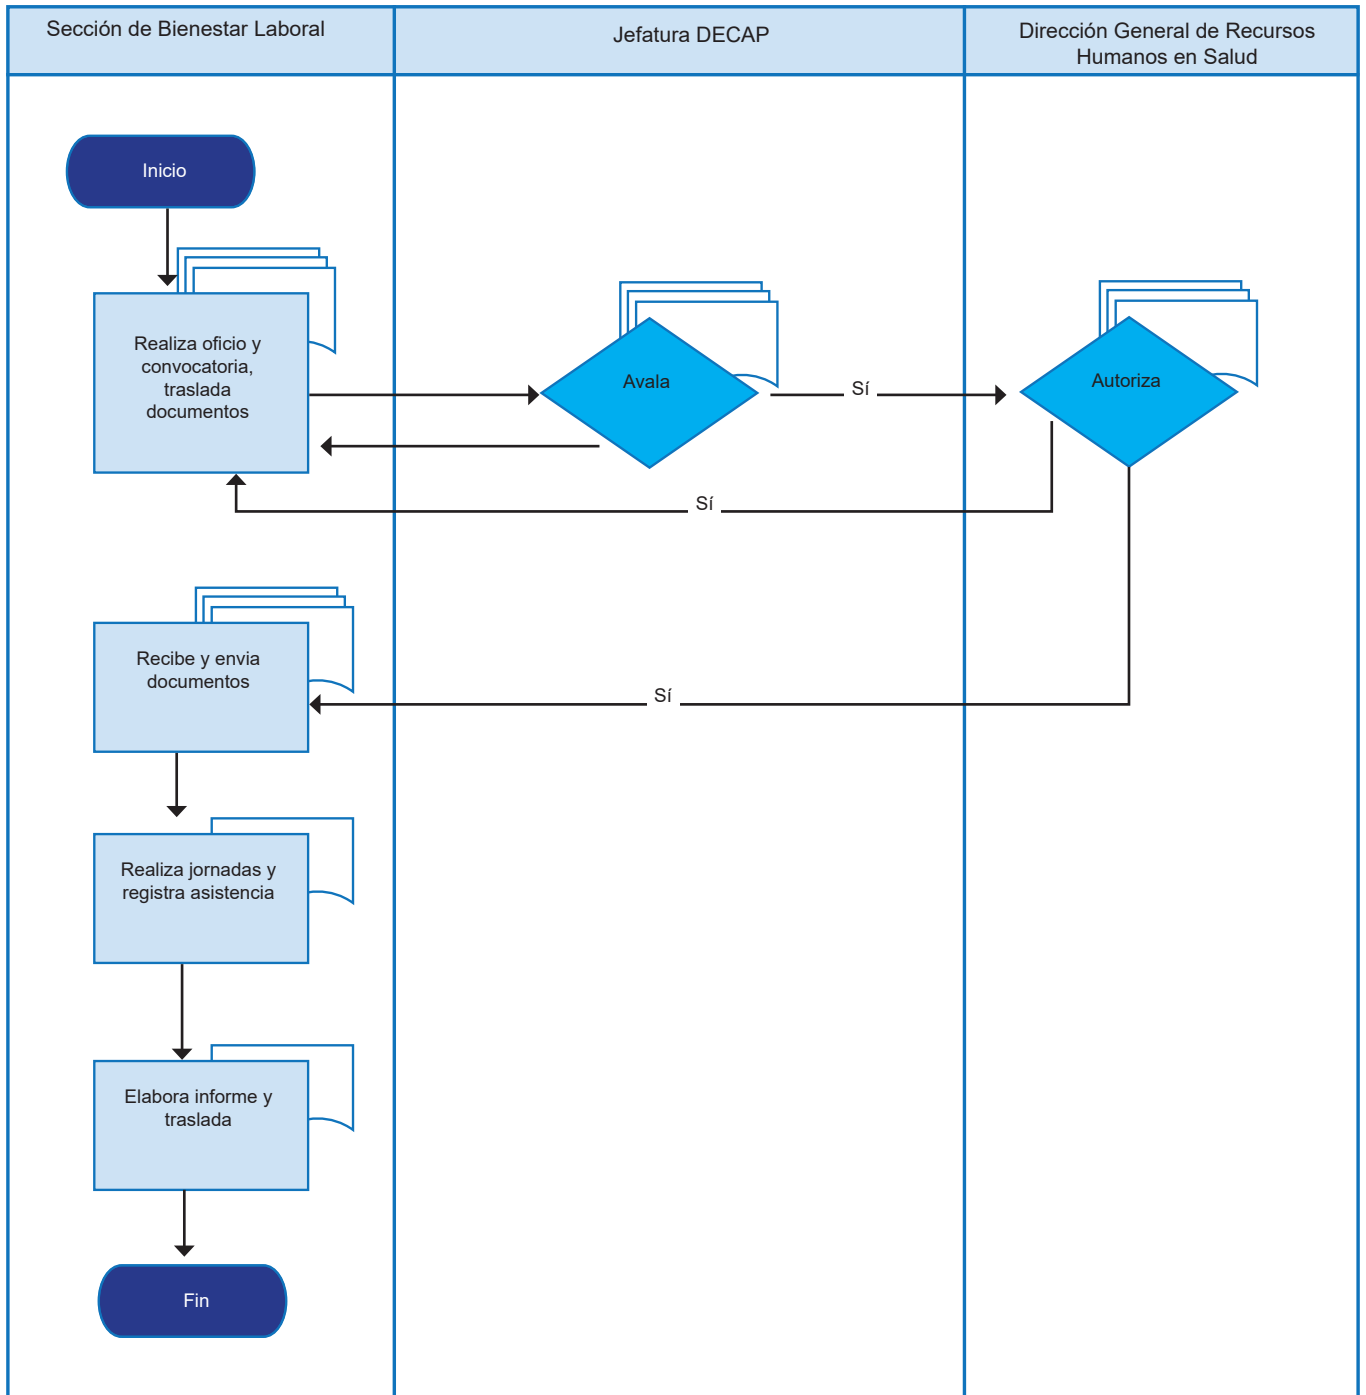 Sección de Bienestar Laboral
Jefatura DECAP
Dirección General de Recursos
Humanos en Salud
Inicio
Realiza oficio y
convocatoria,
traslada
documentos
Avala
Sí
Autoriza
Sí
Recibe y envia
documentos
Sí
Realiza jornadas y
registra asistencia
Elabora informe y
traslada
Fin